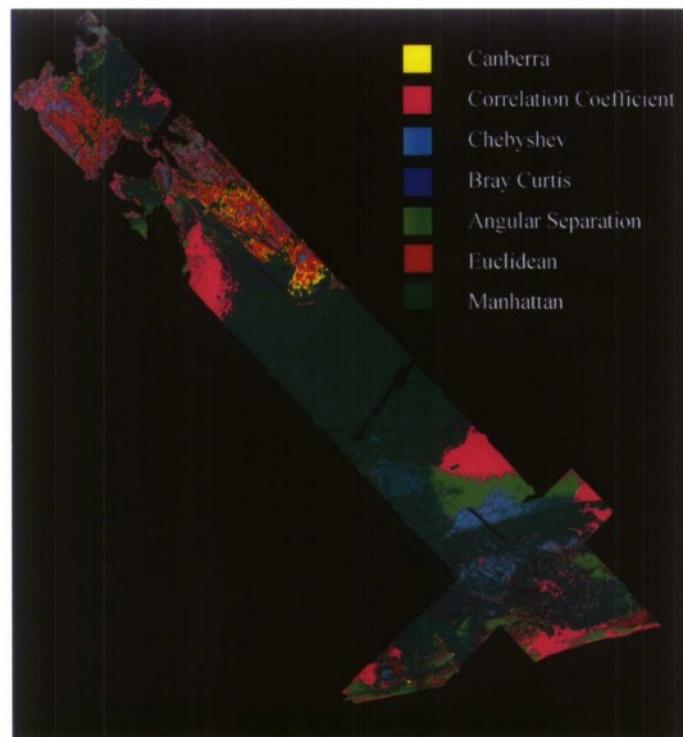 Canberra
Correlation Coefficient
Chebyshev
Bray Curtis
Angular Separation
Euclidean
Manhattan